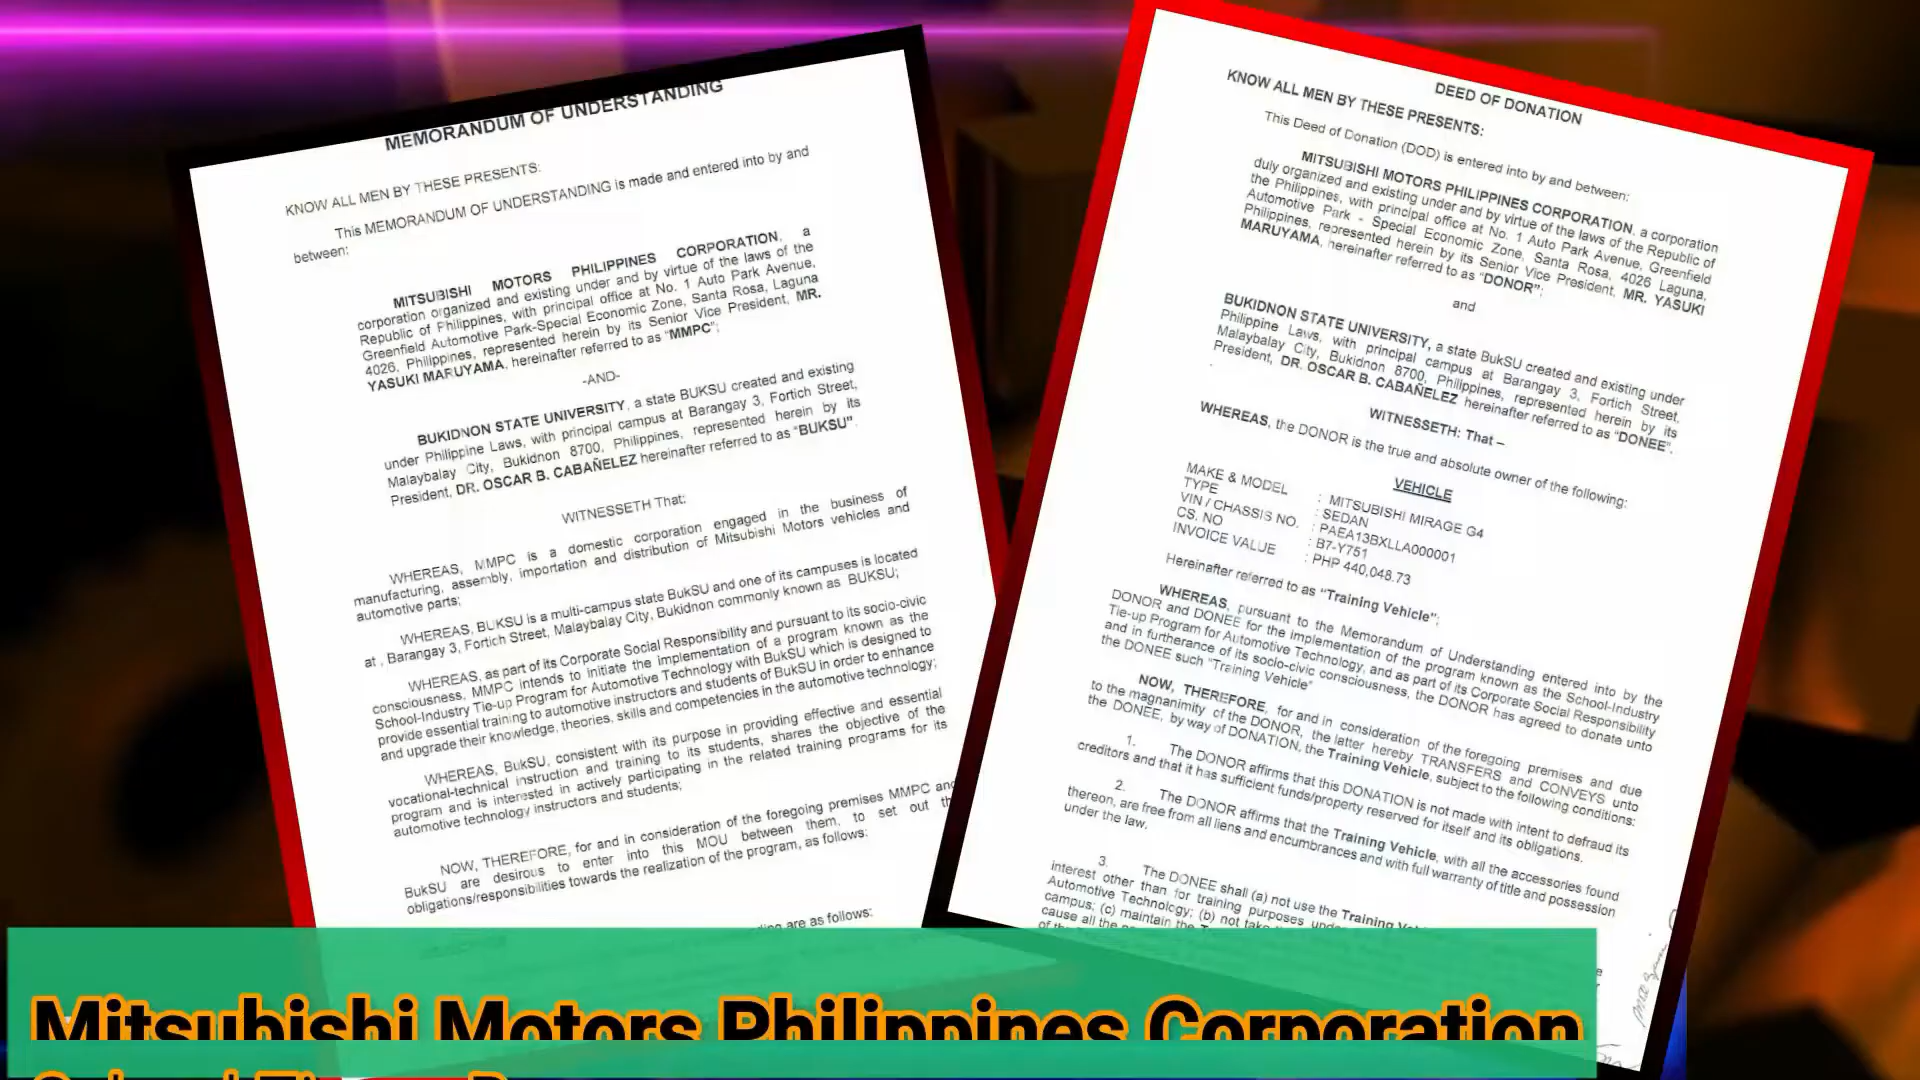 MEMORANDUM OF UNDERSTANDING
KNOW ALL MEN BY THESE PRESENTS:
This MEMORANDUM OF UNDERSTANDING is made and entered into by and
between:
MITSUBISHI MOTORS PHILIPPINES CORPORATION, a
corporation organized and existing under and by virtue of the laws of the
Republic of Philippines, with principal office at No. 1 Auto Park Avenue,
Greenfield Automotive Park-Special Economic Zone, Santa Rosa, Laguna
4026, Philippines, represented herein by its Senior Vice President, MR.
YASUKI MARUYAMA, hereinafter referred to as "MMPC";
-AND-
BUKIDNON STATE UNIVERSITY, a state BUKSU created and existing
under Philippine Laws, with principal campus at Barangay 3, Fortich Street,
Malaybalay City, Bukidnon 8700, Philippines, represented herein by its
President, DR. OSCAR B. CABAÑELEZ hereinafter referred to as "BUKSU".
WITNESSETH That:
WHEREAS, MMPC is a domestic corporation engaged in the business of
manufacturing, assembly, importation and distribution of Mitsubishi Motors vehicles and
automotive parts;
WHEREAS, BUKSU is a multi-campus state BukSU and one of its campuses is located
at , Barangay 3, Fortich Street, Malaybalay City, Bukidnon commonly known as BUKSU;
WHEREAS, as part of its Corporate Social Responsibility and pursuant to its socio-civic
consciousness, MMPC intends to initiate the implementation of a program known as the
School-Industry Tie-up Program for Automotive Technology with BukSU which is designed to
provide essential training to automotive instructors and students of BukSU in order to enhance
and upgrade their knowledge, theories, skills and competencies in the automotive technology;
WHEREAS, BukSU, consistent with its purpose in providing effective and essential
vocational-technical instruction and training to its students, shares the objective of the
program and is interested in actively participating in the related training programs for its
automotive technology instructors and students;
NOW, THEREFORE, for and in consideration of the foregoing premises MMPC and
BukSU are desirous to enter into this MOU between them, to set out
obligations/responsibilities towards the realization of the program, as follows:
are as follows:
DEED OF DONATION
KNOW ALL MEN BY THESE PRESENTS:
This Deed of Donation (DOD) is entered into by and between:
MITSUBISHI MOTORS PHILIPPINES CORPORATION, a corporation
duly organized and existing under and by virtue of the laws of the Republic of
the Philippines, with principal office at No. 1 Auto Park Avenue, Greenfield
Automotive Park - Special Economic Zone, Santa Rosa, 4026 Laguna,
Philippines, represented herein by its Senior Vice President, MR. YASUKI
MARUYAMA, hereinafter referred to as "DONOR";
and
BUKIDNON STATE UNIVERSITY, a state BukSU created and existing under
Philippine Laws, with principal campus at Barangay 3, Fortich Street,
Malaybalay City, Bukidnon 8700, Philippines, represented herein by its
President, DR. OSCAR B. CABAÑELEZ hereinafter referred to as "DONEE".
WITNESSETH: That –
WHEREAS, the DONOR is the true and absolute owner of the following:
VEHICLE
MAKE & MODEL : MITSUBISHI MIRAGE G4
TYPE : SEDAN
VIN / CHASSIS NO. : PAEA13BXLLA000001
CS. NO : B7-Y751
INVOICE VALUE : PHP 440,048.73
Hereinafter referred to as "Training Vehicle";
WHEREAS, pursuant to the Memorandum of Understanding entered into by the
DONOR and DONEE for the implementation of the program known as the School-Industry
Tie-up Program for Automotive Technology, and as part of its Corporate Social Responsibility
and in furtherance of its socio-civic consciousness, the DONOR has agreed to donate unto
the DONEE such "Training Vehicle"
NOW, THEREFORE, for and in consideration of the foregoing premises and due
to the magnanimity of the DONOR, the latter hereby TRANSFERS and CONVEYS unto
the DONEE, by way of DONATION, the Training Vehicle, subject to the following conditions:
1. The DONOR affirms that this DONATION is not made with intent to defraud its
creditors and that it has sufficient funds/property reserved for itself and its obligations.
2. The DONOR affirms that the Training Vehicle, with all the accessories found
thereon, are free from all liens and encumbrances and with full warranty of title and possession
under the law.
3. The DONEE shall (a) not use the Training
interest other than for training purposes
Automotive Technology; (b) not take
campus; (c) maintain the
cause all the
Mitsubishi Motors Philippines Corporation